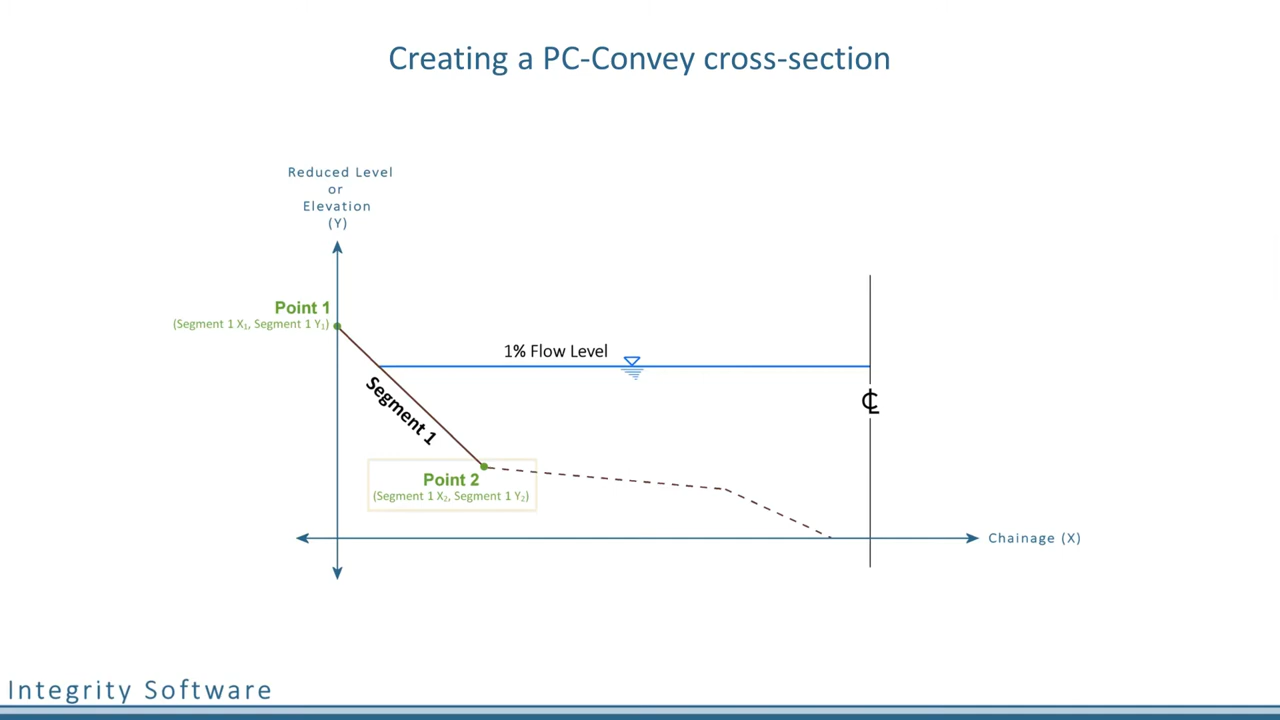 Creating a PC-Convey cross-section
Reduced Level
or
Elevation
(Y)
Point 1
(Segment 1 X₁, Segment 1 Y₁)
1% Flow Level
Segment 1
℄
Point 2
(Segment 1 X₂, Segment 1 Y₂)
Chainage (X)
Integrity Software